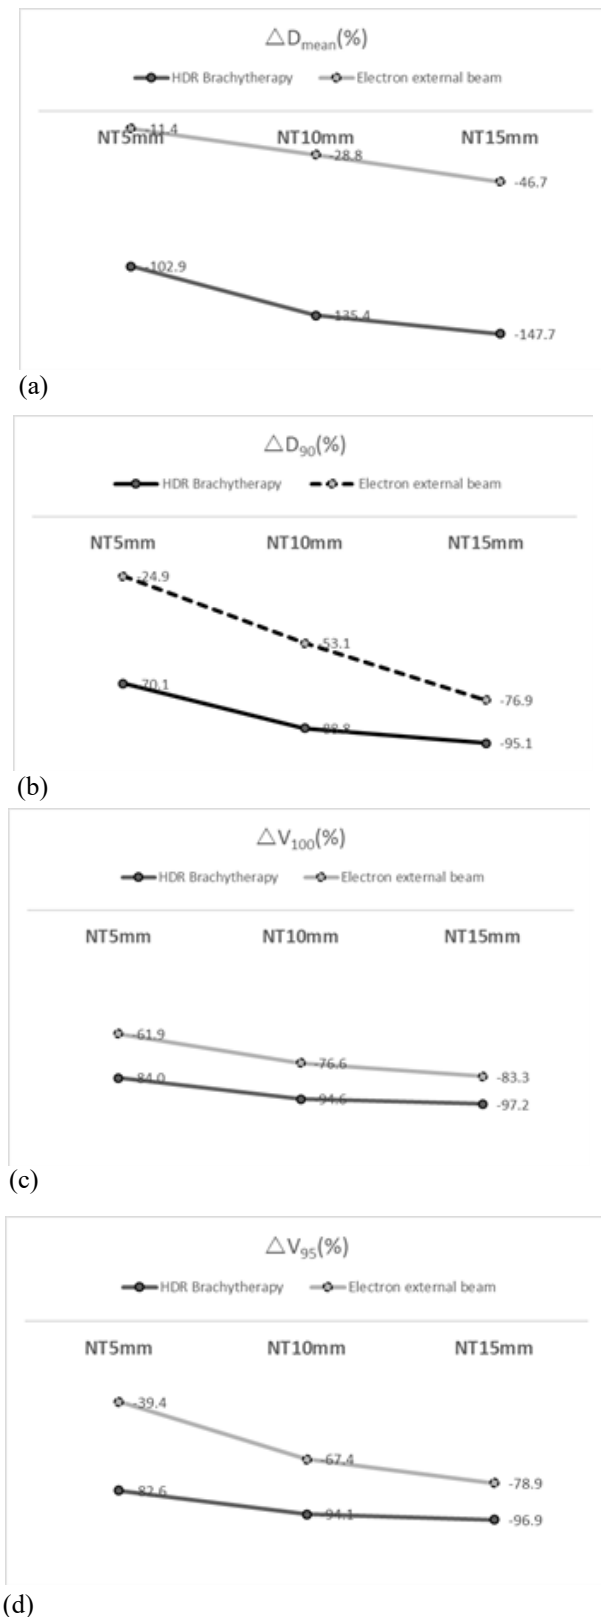 △Dmean(%)
HDR Brachytherapy Electron external beam
NT5mm NT10mm NT15mm
-11.4
-28.8
-46.7
-102.9
-135.4
-147.7
(a)
△D90(%)
HDR Brachytherapy Electron external beam
NT5mm NT10mm NT15mm
-24.9
-53.1
-76.9
-70.1
-88.8
-95.1
(b)
△V100(%)
HDR Brachytherapy Electron external beam
NT5mm NT10mm NT15mm
-61.9
-76.6
-83.3
-84.0
-94.6
-97.2
(c)
△V95(%)
HDR Brachytherapy Electron external beam
NT5mm NT10mm NT15mm
-39.4
-67.4
-78.9
-82.6
-94.1
-96.9
(d)